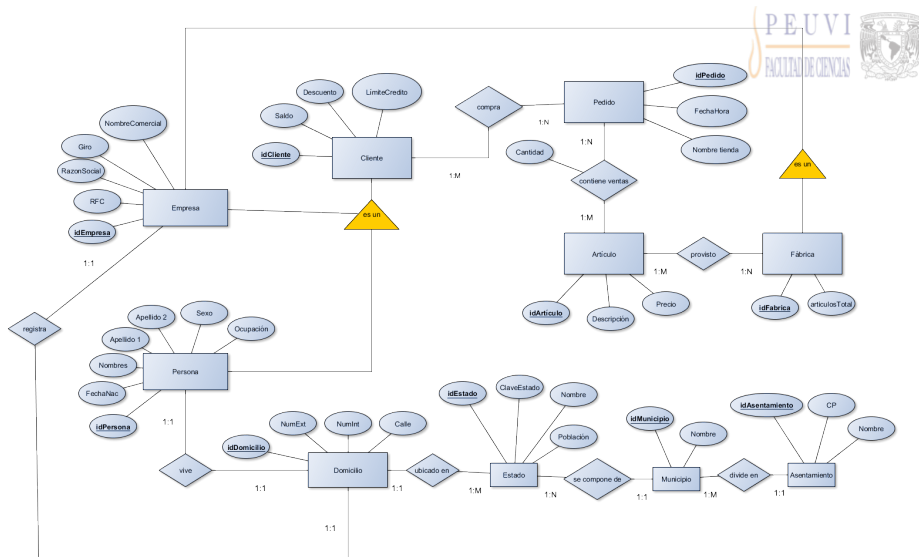 PEUVI
FACULTAD DE CIENCIAS
idPedido
FechaHora
Nombre tienda
Pedido
compra
1:N
1:M
Descuento
LimiteCredito
Saldo
idCliente
Cliente
NombreComercial
Giro
RazonSocial
RFC
idEmpresa
Empresa
1:1
es un
1:N
Cantidad
contiene ventas
1:M
es un
Artículo
1:M
provisto
1:N
Fábrica
idArticulo
Descripción
Precio
idFabrica
articulosTotal
registra
Apellido 2
Sexo
Apellido 1
Ocupación
Nombres
FechaNac
idPersona
Persona
1:1
vive
1:1
NumExt
NumInt
Calle
idDomicilio
Domicilio
1:1
1:1
ubicado en
1:M
idEstado
ClaveEstado
Nombre
Población
Estado
1:N
se compone de
1:1
idMunicipio
Nombre
Municipio
1:M
divide en
1:1
idAsentamiento
CP
Nombre
Asentamiento